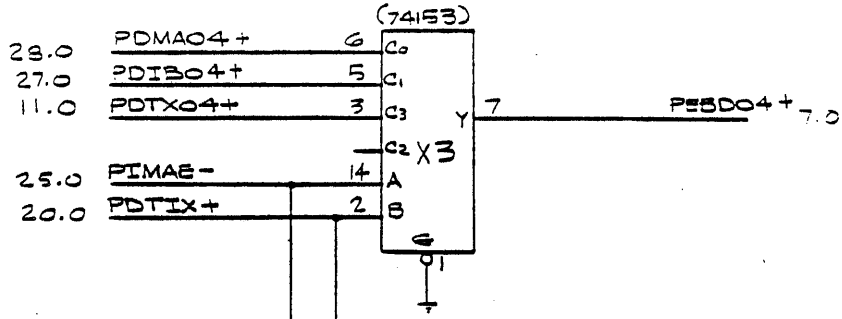 (74153)
28.0 PDMA04+ 6 C0
27.0 PDIB04+ 5 C1
11.0 PDTX04+ 3 C3 Y 7 PEBD04+ 7.0
C2 X3
25.0 PIMAE- 14 A
20.0 PDTIX+ 2 B
G
1